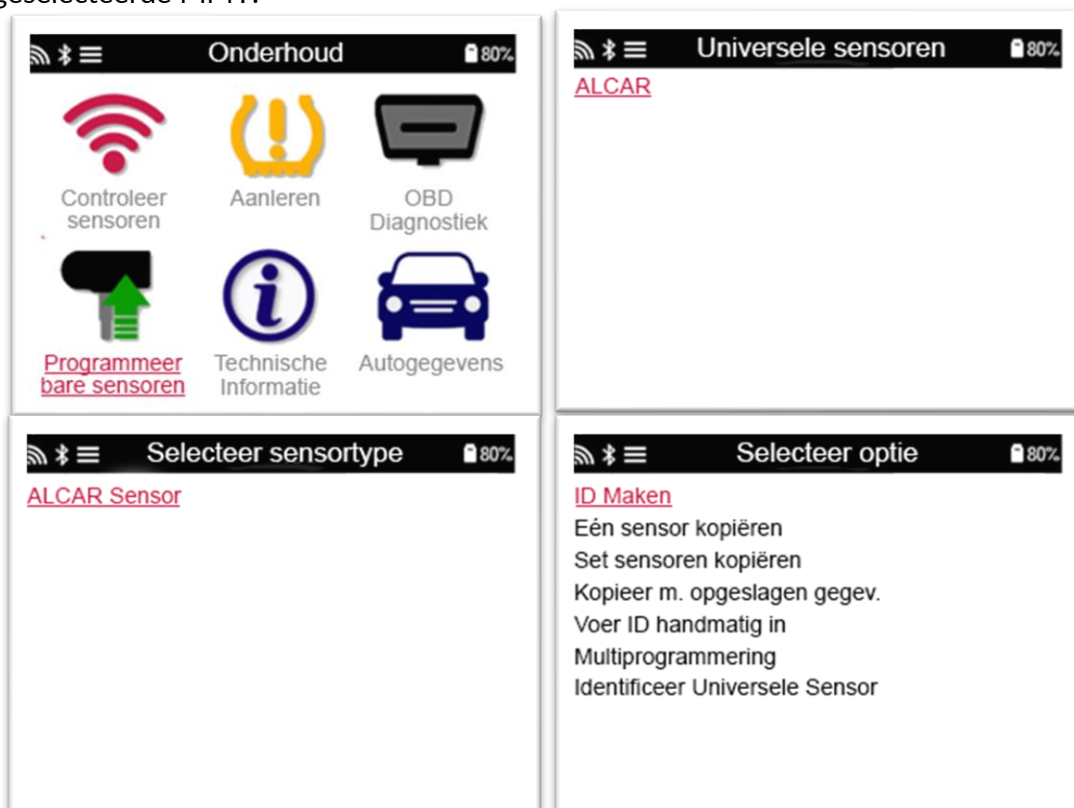 geselecteerde
Onderhoud 80%
Controleer
sensoren
Aanleren
OBD
Diagnostiek
Programmeer
bare sensoren
Technische
Informatie
Autogegevens
Universele sensoren 80%
ALCAR
Selecteer sensortype 80%
ALCAR Sensor
Selecteer optie 80%
ID Maken
Eén sensor kopiëren
Set sensoren kopiëren
Kopieer m. opgeslagen gegev.
Voer ID handmatig in
Multiprogrammering
Identificeer Universele Sensor